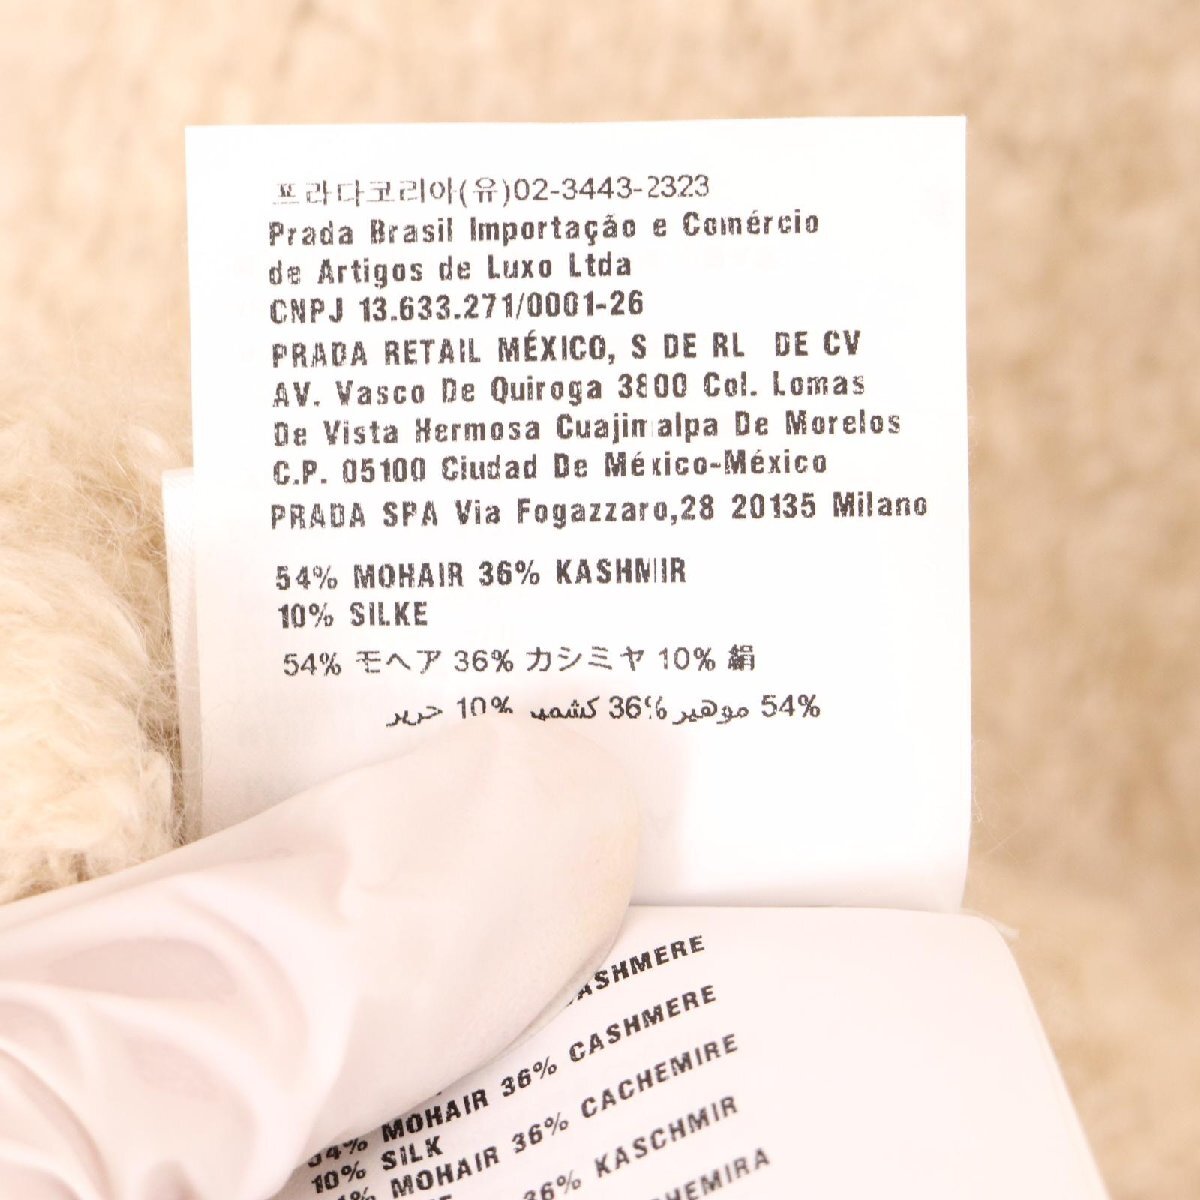 프라다코리아(유)02-3443-2323
Prada Brasil Importação e Comércio
de Artigos de Luxo Ltda
CNPJ 13.633.271/0001-26
PRADA RETAIL MÉXICO, S DE RL DE CV
AV. Vasco De Quiroga 3800 Col. Lomas
De Vista Hermosa Cuajimalpa De Morelos
C.P. 05100 Ciudad De México-México
PRADA SPA Via Fogazzaro,28 20135 Milano
54% MOHAIR 36% KASHMIR
10% SILKE
54% モヘア 36% カシミヤ 10% 絹
54% موهير 36% كشمير 10% حرير
CASHMERE
36% CASHMERE
54% MOHAIR 36% CACHEMIRE
10% SILK
MOHAIR 36% KASCHMIR